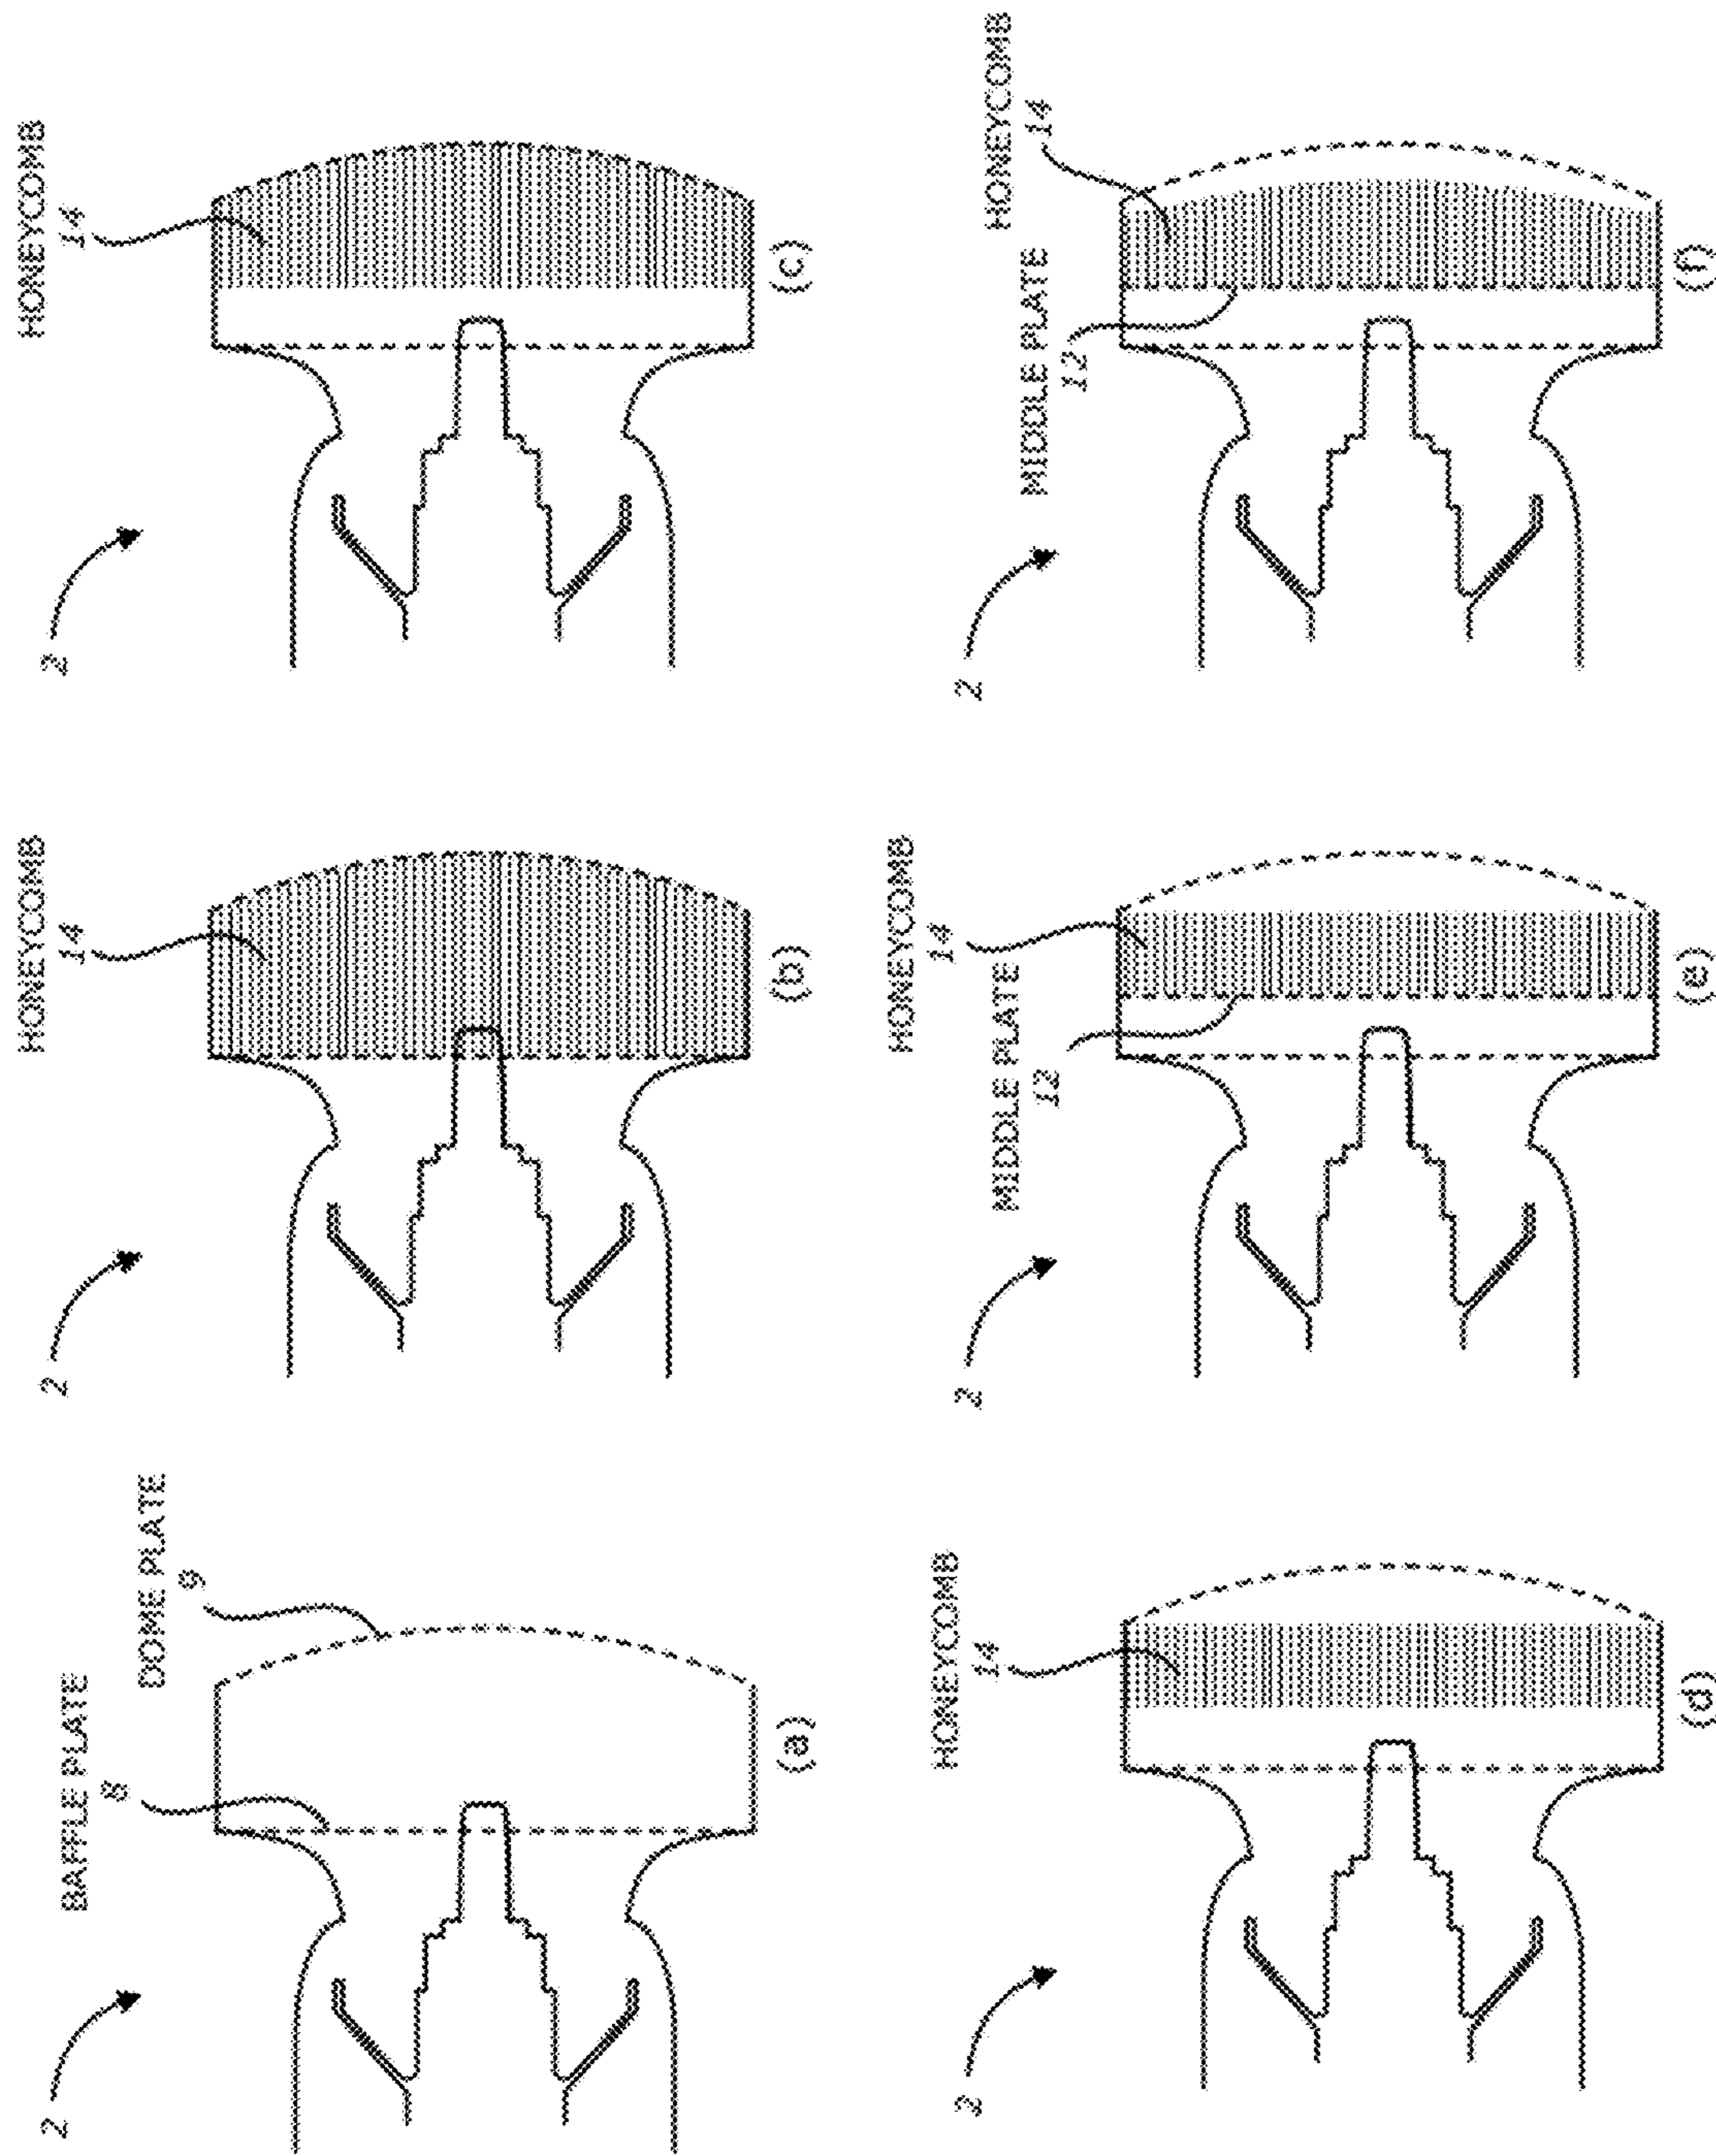 BAFFLE PLATE
8
DOME PLATE
9
2
(a)
HONEYCOMB
14
2
(b)
HONEYCOMB
14
2
(c)
HONEYCOMB
14
2
(d)
HONEYCOMB
14
MIDDLE PLATE
12
2
(e)
HONEYCOMB
14
MIDDLE PLATE
12
2
(f)